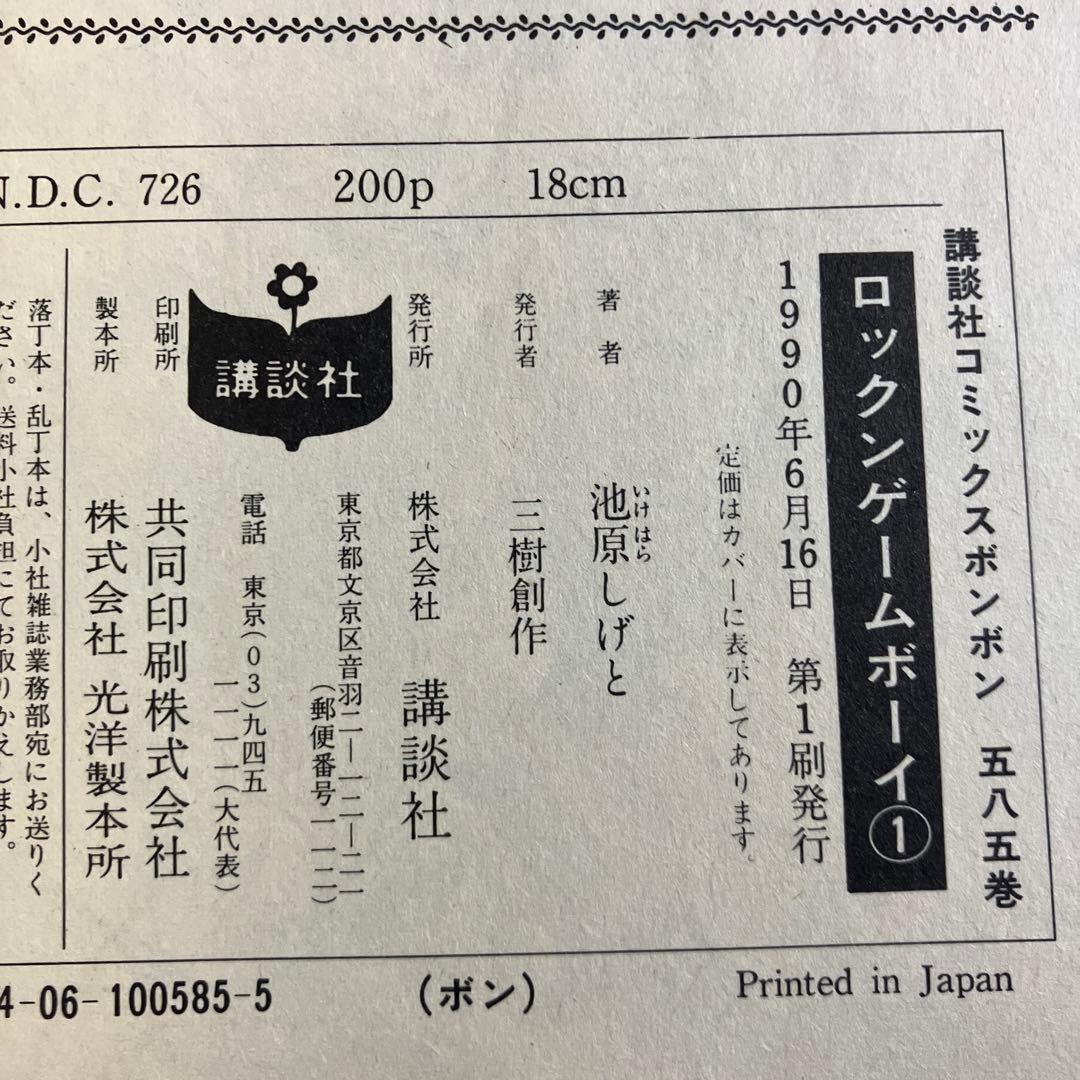 N.D.C. 726 200p 18cm
講談社コミックスボンボン 五八五巻
ロックンゲームボーイ①
1990年6月16日 第1刷発行
定価はカバーに表示してあります。
著者 池原しげと
いけはら
発行者 三樹創作
発行所 株式会社 講談社
東京都文京区音羽二―一二―二一
(郵便番号一一二)
電話 東京(03)九四五
一一一一(大代表)
講談社
印刷所 共同印刷株式会社
製本所 株式会社 光洋製本所
落丁本・乱丁本は、小社雑誌業務部宛にお送りく
ださい。送料小社負担にてお取りかえします。
4-06-100585-5 (ボン) Printed in Japan